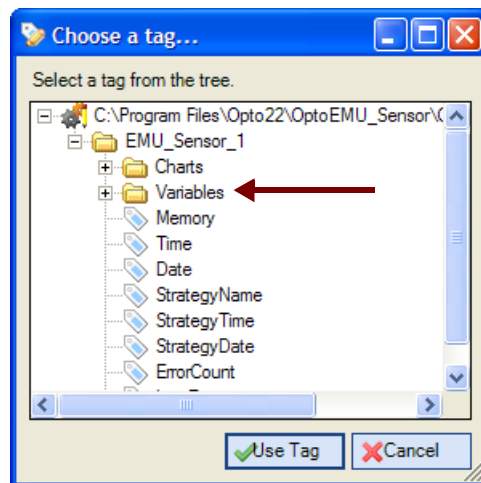 Choose a tag...
Select a tag from the tree.
C:\Program Files\Opto22\OptoEMU_Sensor\
EMU_Sensor_1
Charts
Variables
Memory
Time
Date
StrategyName
StrategyTime
StrategyDate
ErrorCount
Use Tag
Cancel